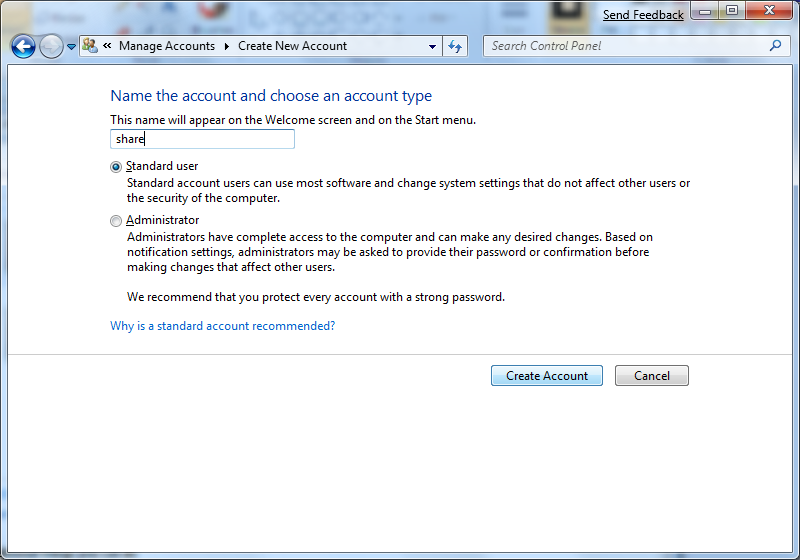 Send Feedback
« Manage Accounts Create New Account
Search Control Panel
Name the account and choose an account type
This name will appear on the Welcome screen and on the Start menu.
share
Standard user
Standard account users can use most software and change system settings that do not affect other users or
the security of the computer.
Administrator
Administrators have complete access to the computer and can make any desired changes. Based on
notification settings, administrators may be asked to provide their password or confirmation before
making changes that affect other users.
We recommend that you protect every account with a strong password.
Why is a standard account recommended?
Create Account
Cancel